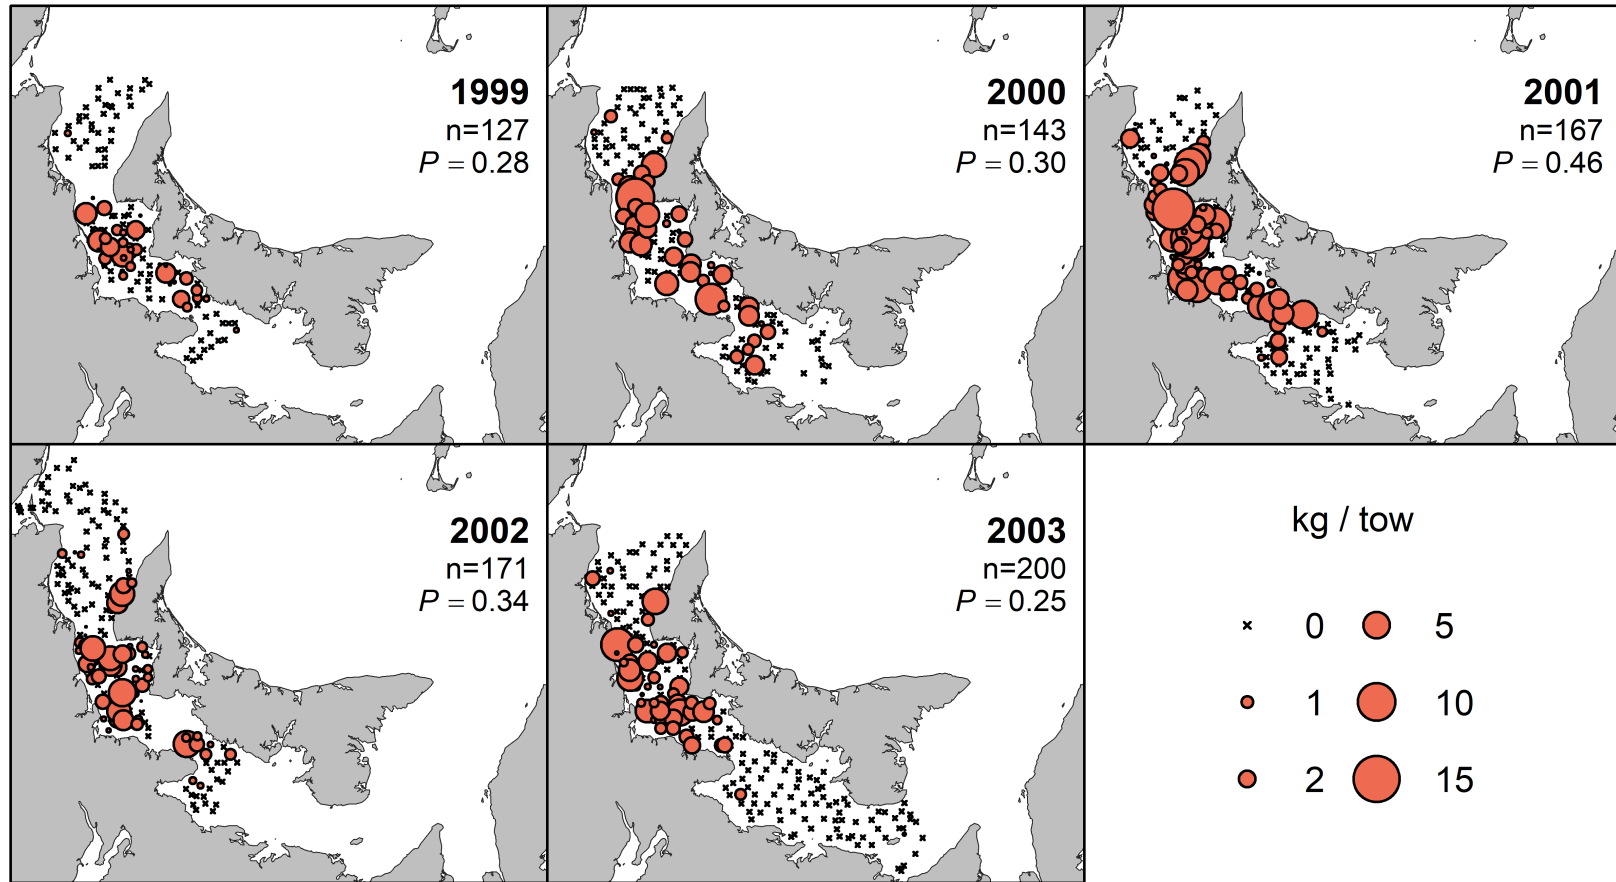 1999
n=127
P = 0.28
2000
n=143
P = 0.30
2001
n=167
P = 0.46
2002
n=171
P = 0.34
2003
n=200
P = 0.25
kg / tow
0 5
1 10
2 15